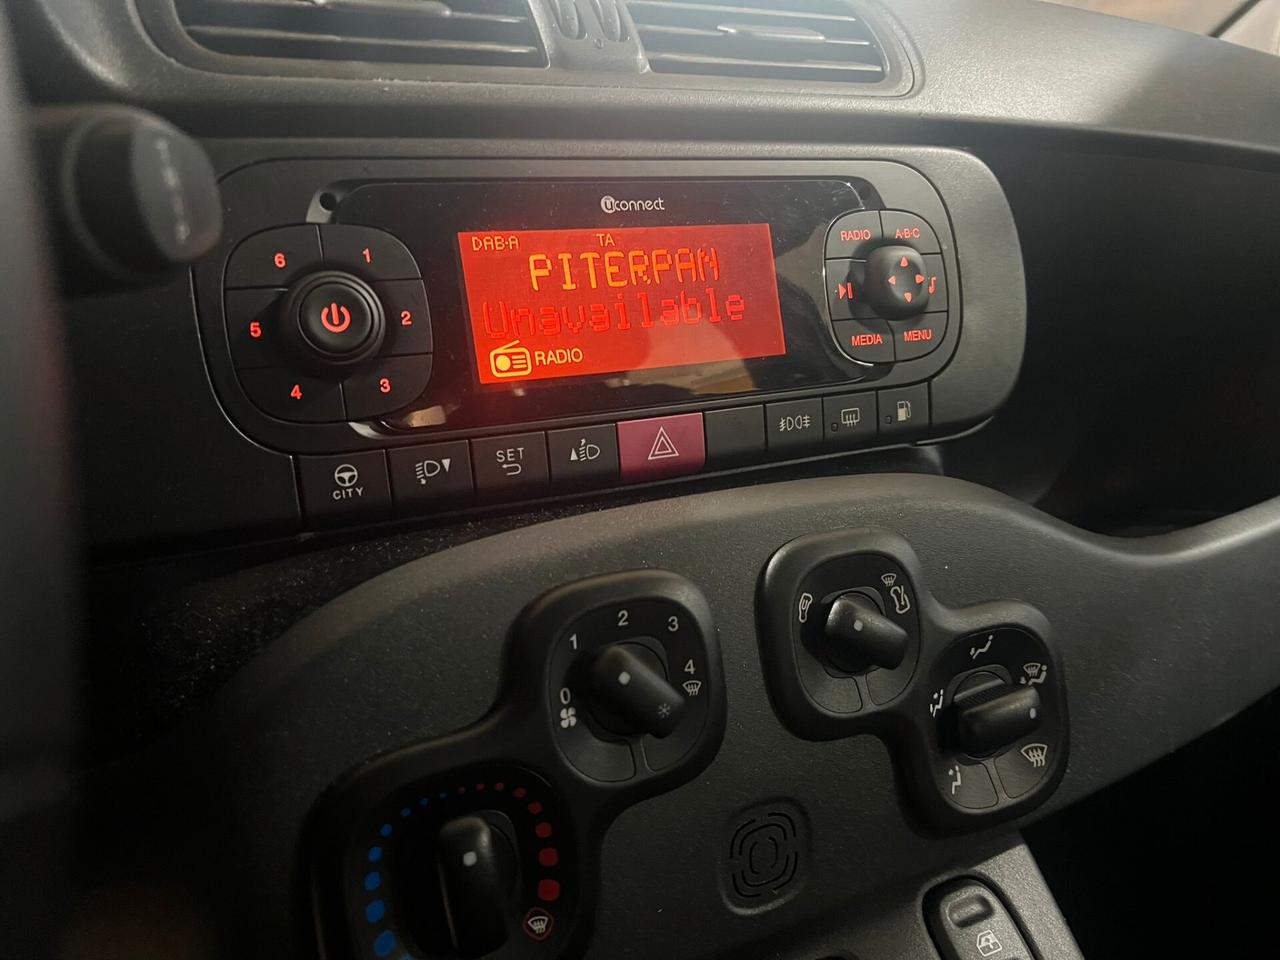 uconnect
DAB·A TA
PITERPAN
Unavailable
RADIO
6 1
5 2
4 3
RADIO A·B·C
MEDIA MENU
CITY
SET
0 1 2 3 4